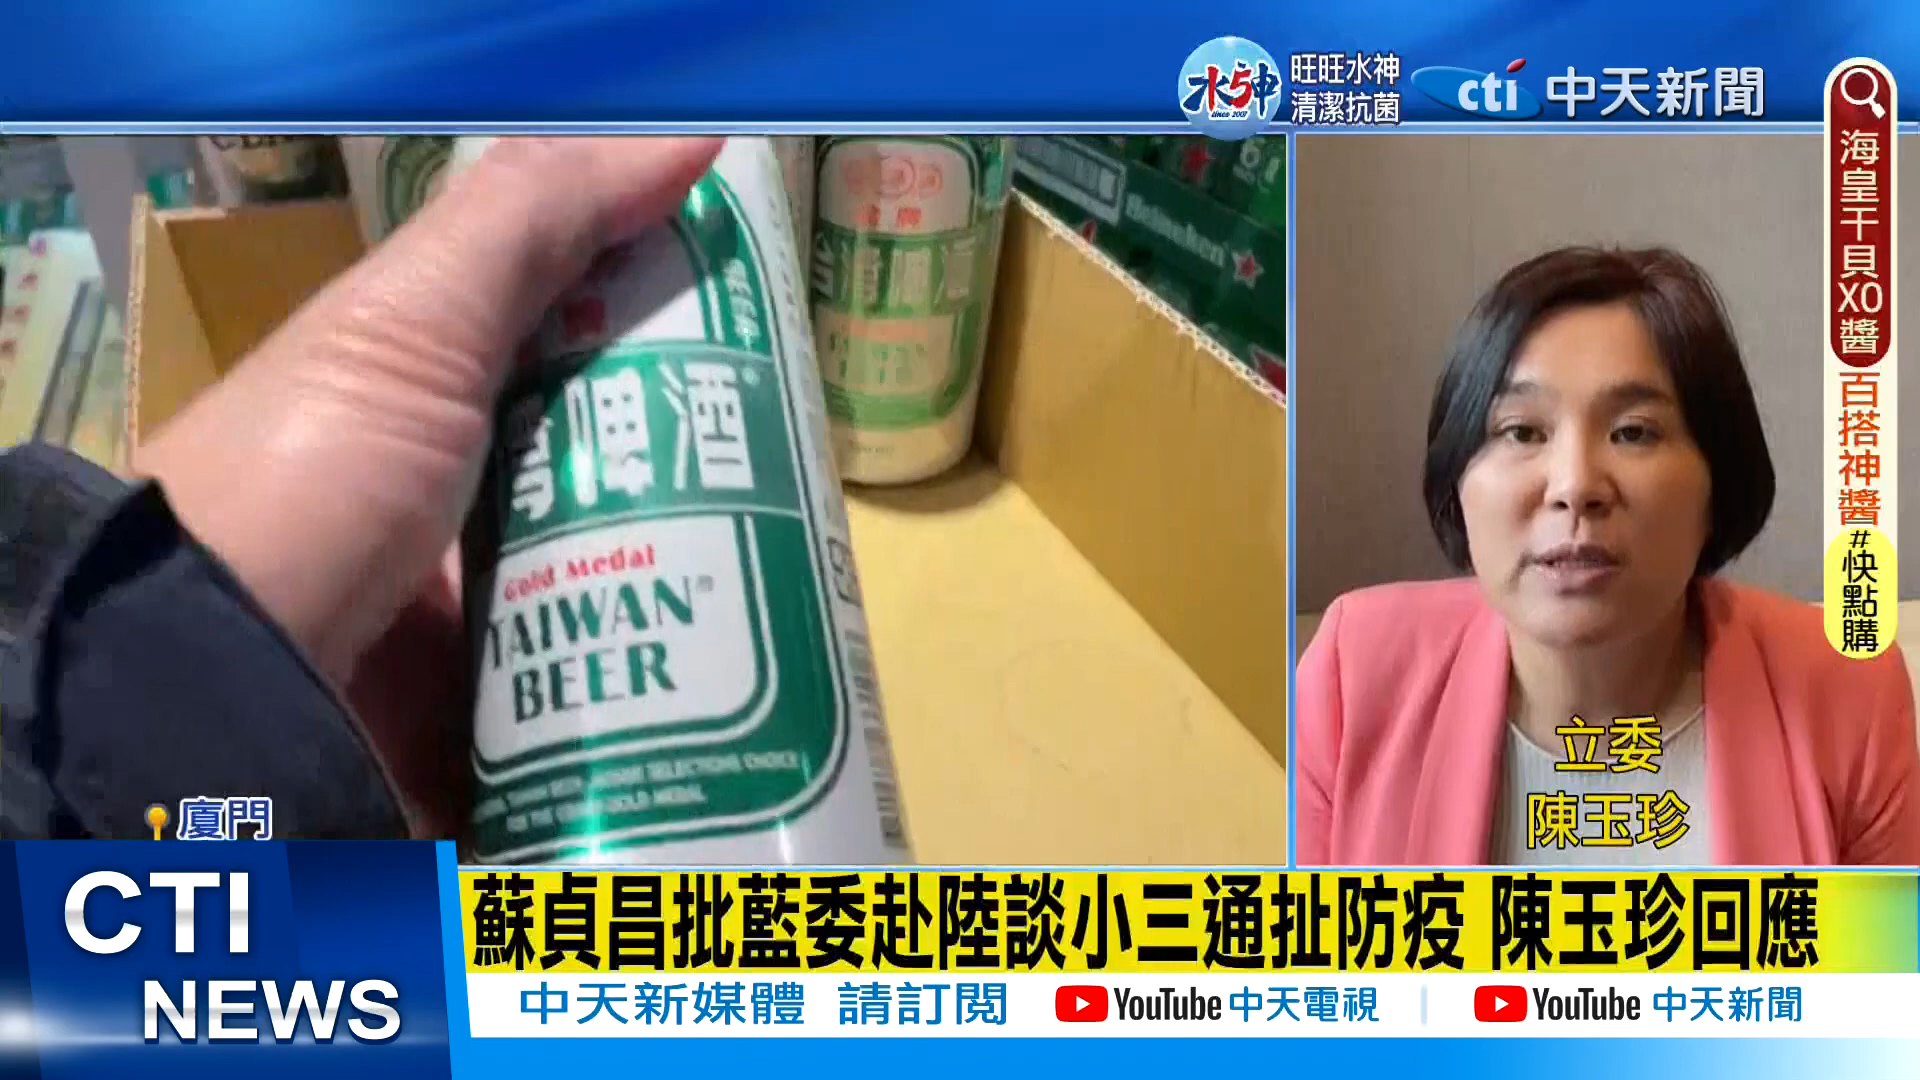 水神
since 2007
旺旺水神
清潔抗菌
cti
中天新聞
海皇干貝XO醬
百搭神醬
#快點購
Heineken
啤酒
Gold Medal
TAIWAN
BEER
廈門
立委
陳玉珍
CTI
NEWS
蘇貞昌批藍委赴陸談小三通扯防疫 陳玉珍回應
中天新媒體 請訂閱
YouTube 中天電視
YouTube 中天新聞